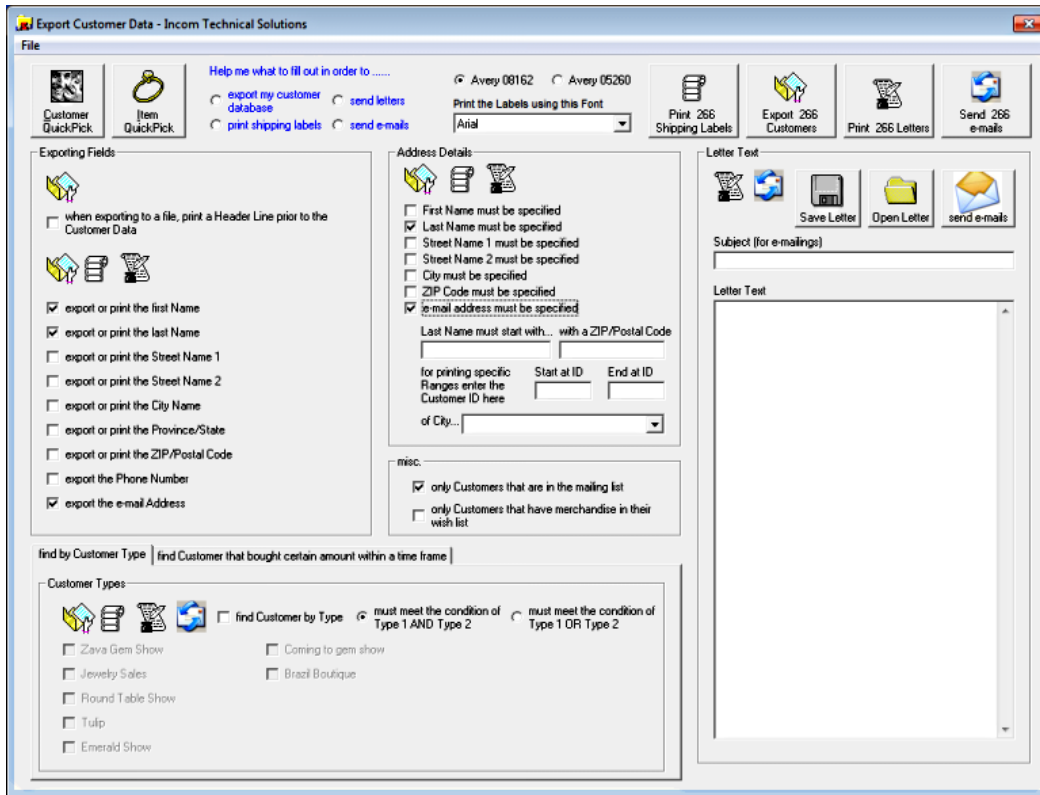 Export Customer Data - Incom Technical Solutions
File
Customer
QuickPick
Item
QuickPick
Help me what to fill out in order to ......
export my customer
database
send letters
print shipping labels
send e-mails
Avery 08162
Avery 05260
Print the Labels using this Font
Arial
Print 266
Shipping Labels
Export 266
Customers
Print 266 Letters
Send 266
e-mails
Exporting Fields
when exporting to a file, print a Header Line prior to the
Customer Data
export or print the first Name
export or print the last Name
export or print the Street Name 1
export or print the Street Name 2
export or print the City Name
export or print the Province/State
export or print the ZIP/Postal Code
export the Phone Number
export the e-mail Address
Address Details
First Name must be specified
Last Name must be specified
Street Name 1 must be specified
Street Name 2 must be specified
City must be specified
ZIP Code must be specified
e-mail address must be specified
Last Name must start with...
with a ZIP/Postal Code
for printing specific
Ranges enter the
Customer ID here
Start at ID
End at ID
of City...
misc.
only Customers that are in the mailing list
only Customers that have merchandise in their
wish list
Letter Text
Save Letter
Open Letter
send e-mails
Subject (for e-mailings)
Letter Text
find by Customer Type
find Customer that bought certain amount within a time frame
Customer Types
find Customer by Type
must meet the condition of
Type 1 AND Type 2
must meet the condition of
Type 1 OR Type 2
Zava Gem Show
Coming to gem show
Jewelry Sales
Brazil Boutique
Round Table Show
Tulip
Emerald Show